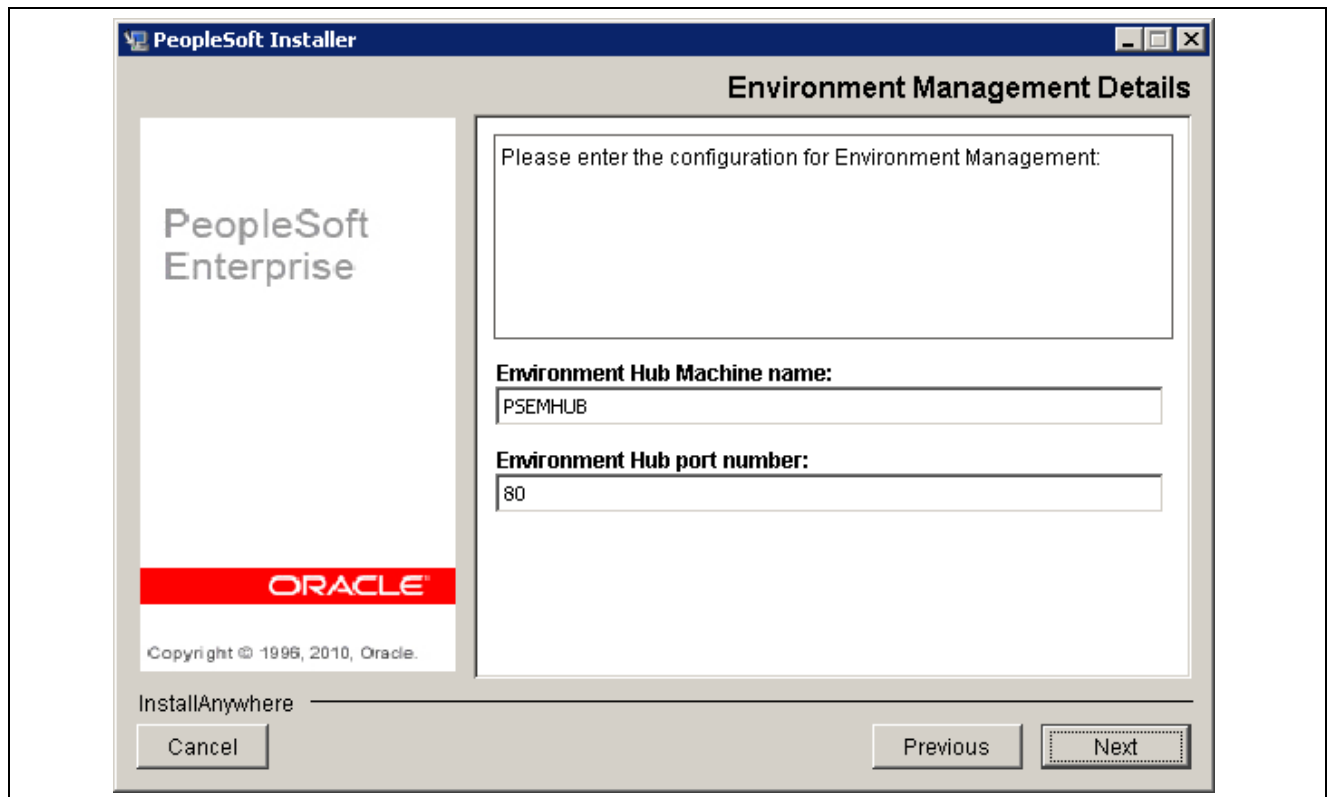 PeopleSoft Installer
Environment Management Details
PeopleSoft
Enterprise
ORACLE
Copyright © 1996, 2010, Oracle.
Please enter the configuration for Environment Management:
Environment Hub Machine name:
PSEMHUB
Environment Hub port number:
80
InstallAnywhere
Cancel
Previous
Next